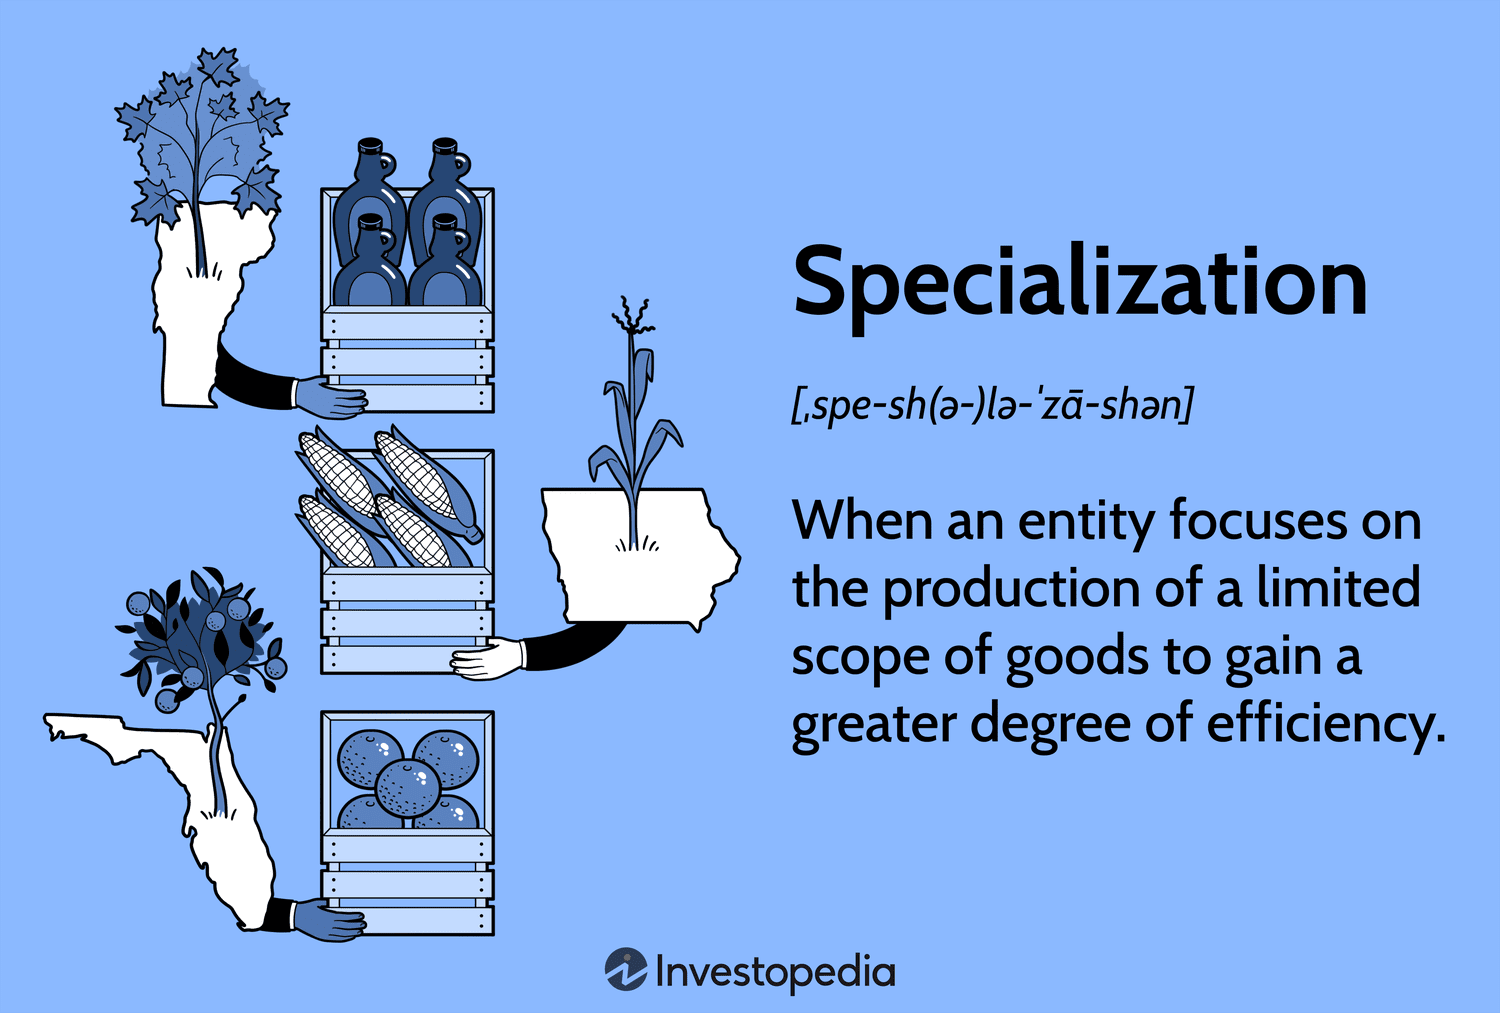 Specialization
[ˌspe-sh(ə-)lə-ˈzā-shən]
When an entity focuses on
the production of a limited
scope of goods to gain a
greater degree of efficiency.
Investopedia